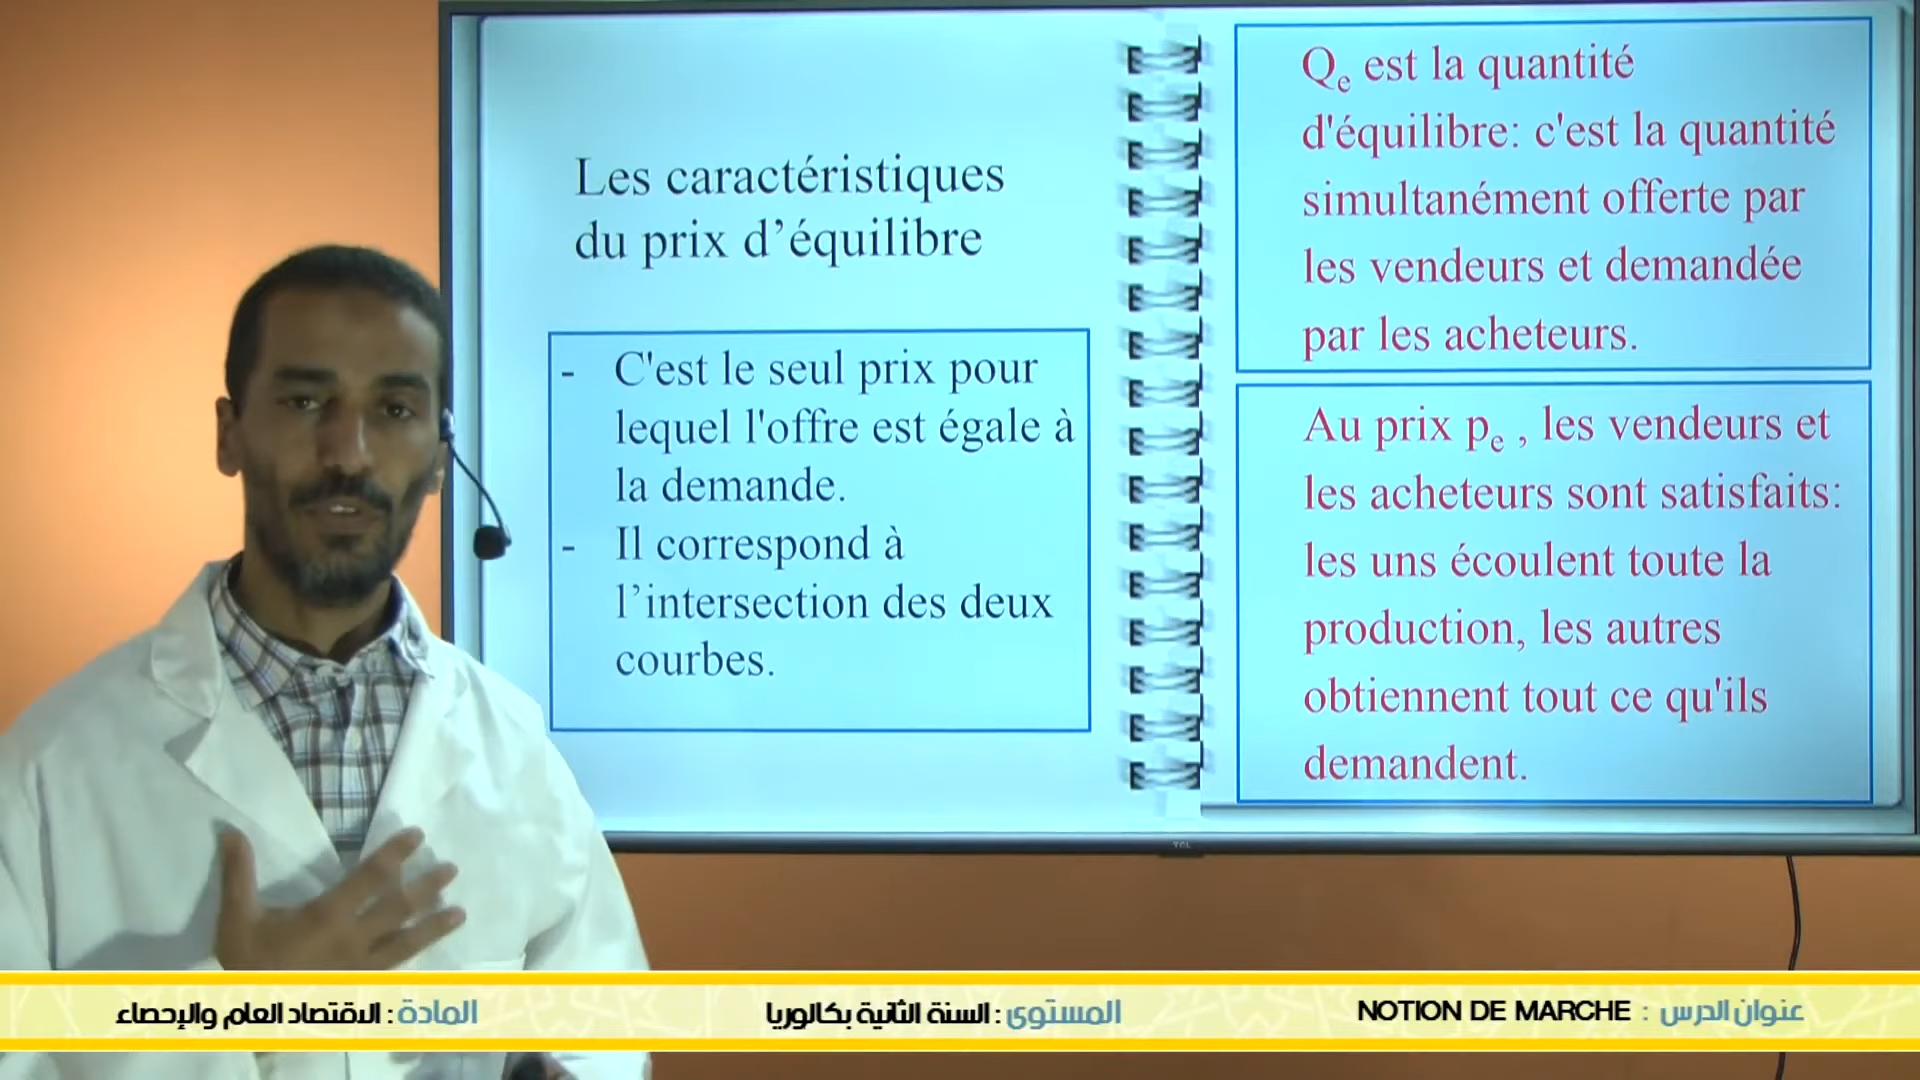 Les caractéristiques
du prix d’équilibre
- C'est le seul prix pour
lequel l'offre est égale à
la demande.
- Il correspond à
l’intersection des deux
courbes.
Qe est la quantité
d'équilibre: c'est la quantité
simultanément offerte par
les vendeurs et demandée
par les acheteurs.
Au prix pe , les vendeurs et
les acheteurs sont satisfaits:
les uns écoulent toute la
production, les autres
obtiennent tout ce qu'ils
demandent.
TCL
عنوان الدرس : NOTION DE MARCHE
المستوى : السنة الثانية بكالوريا
المادة : الاقتصاد العام والإحصاء